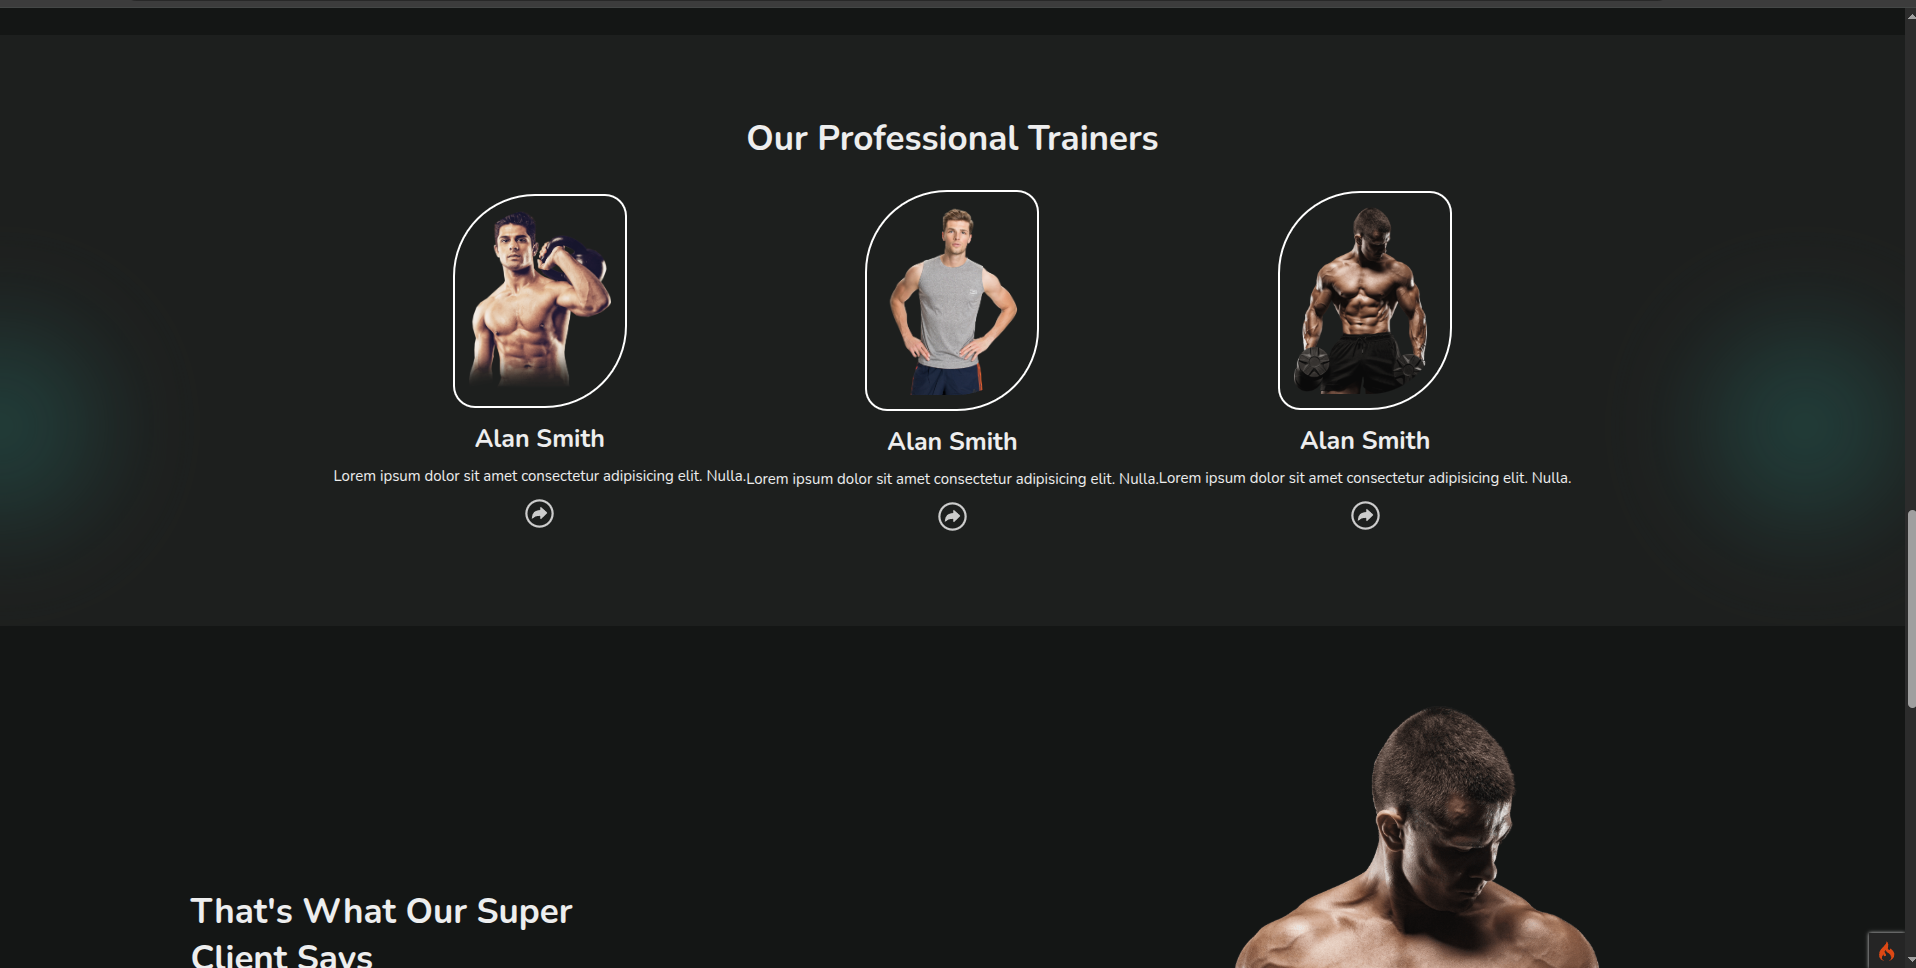 Our Professional Trainers
Alan Smith
Lorem ipsum dolor sit amet consectetur adipisicing elit. Nulla.
Alan Smith
Lorem ipsum dolor sit amet consectetur adipisicing elit. Nulla.
Alan Smith
Lorem ipsum dolor sit amet consectetur adipisicing elit. Nulla.
That's What Our Super
Client Says